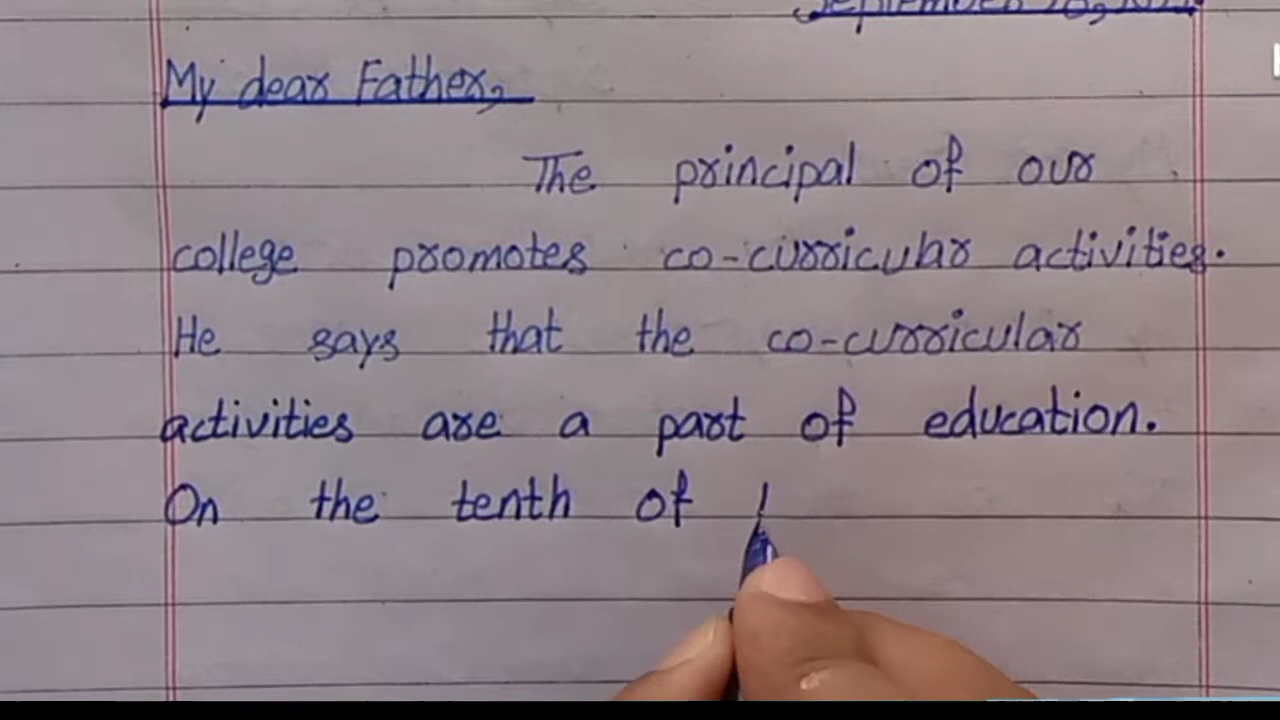 September
My dear Father,
The principal of our
college promotes co-curricular activities.
He says that the co-curricular
activities are a part of education.
On the tenth of